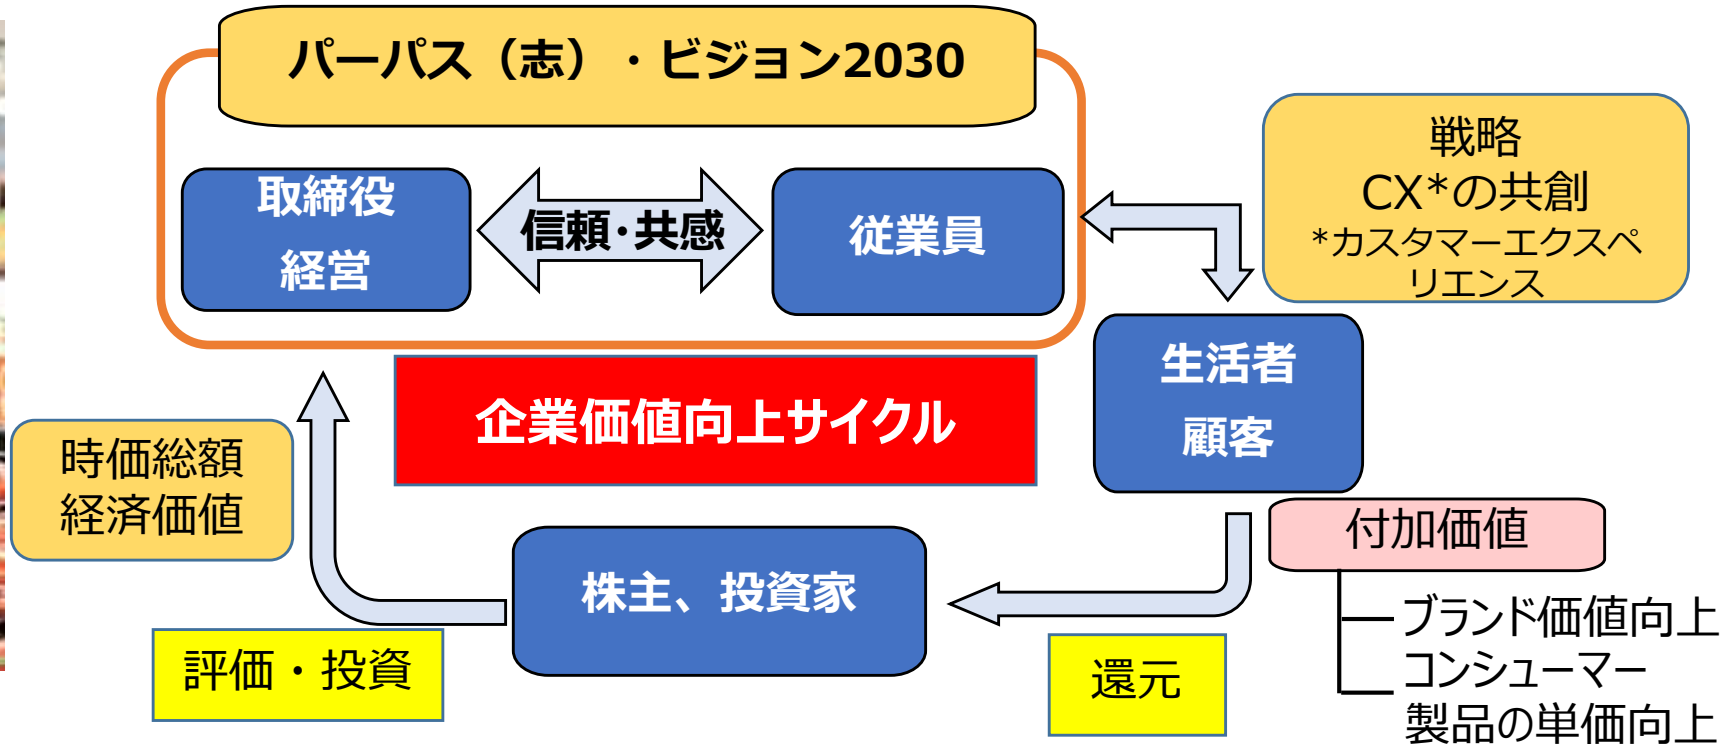 パーパス（志）・ビジョン2030
取締役
経営
信頼・共感
従業員
戦略
CX*の共創
*カスタマーエクスペ
リエンス
生活者
顧客
企業価値向上サイクル
時価総額
経済価値
株主、投資家
評価・投資
還元
付加価値
ブランド価値向上
コンシューマー
製品の単価向上